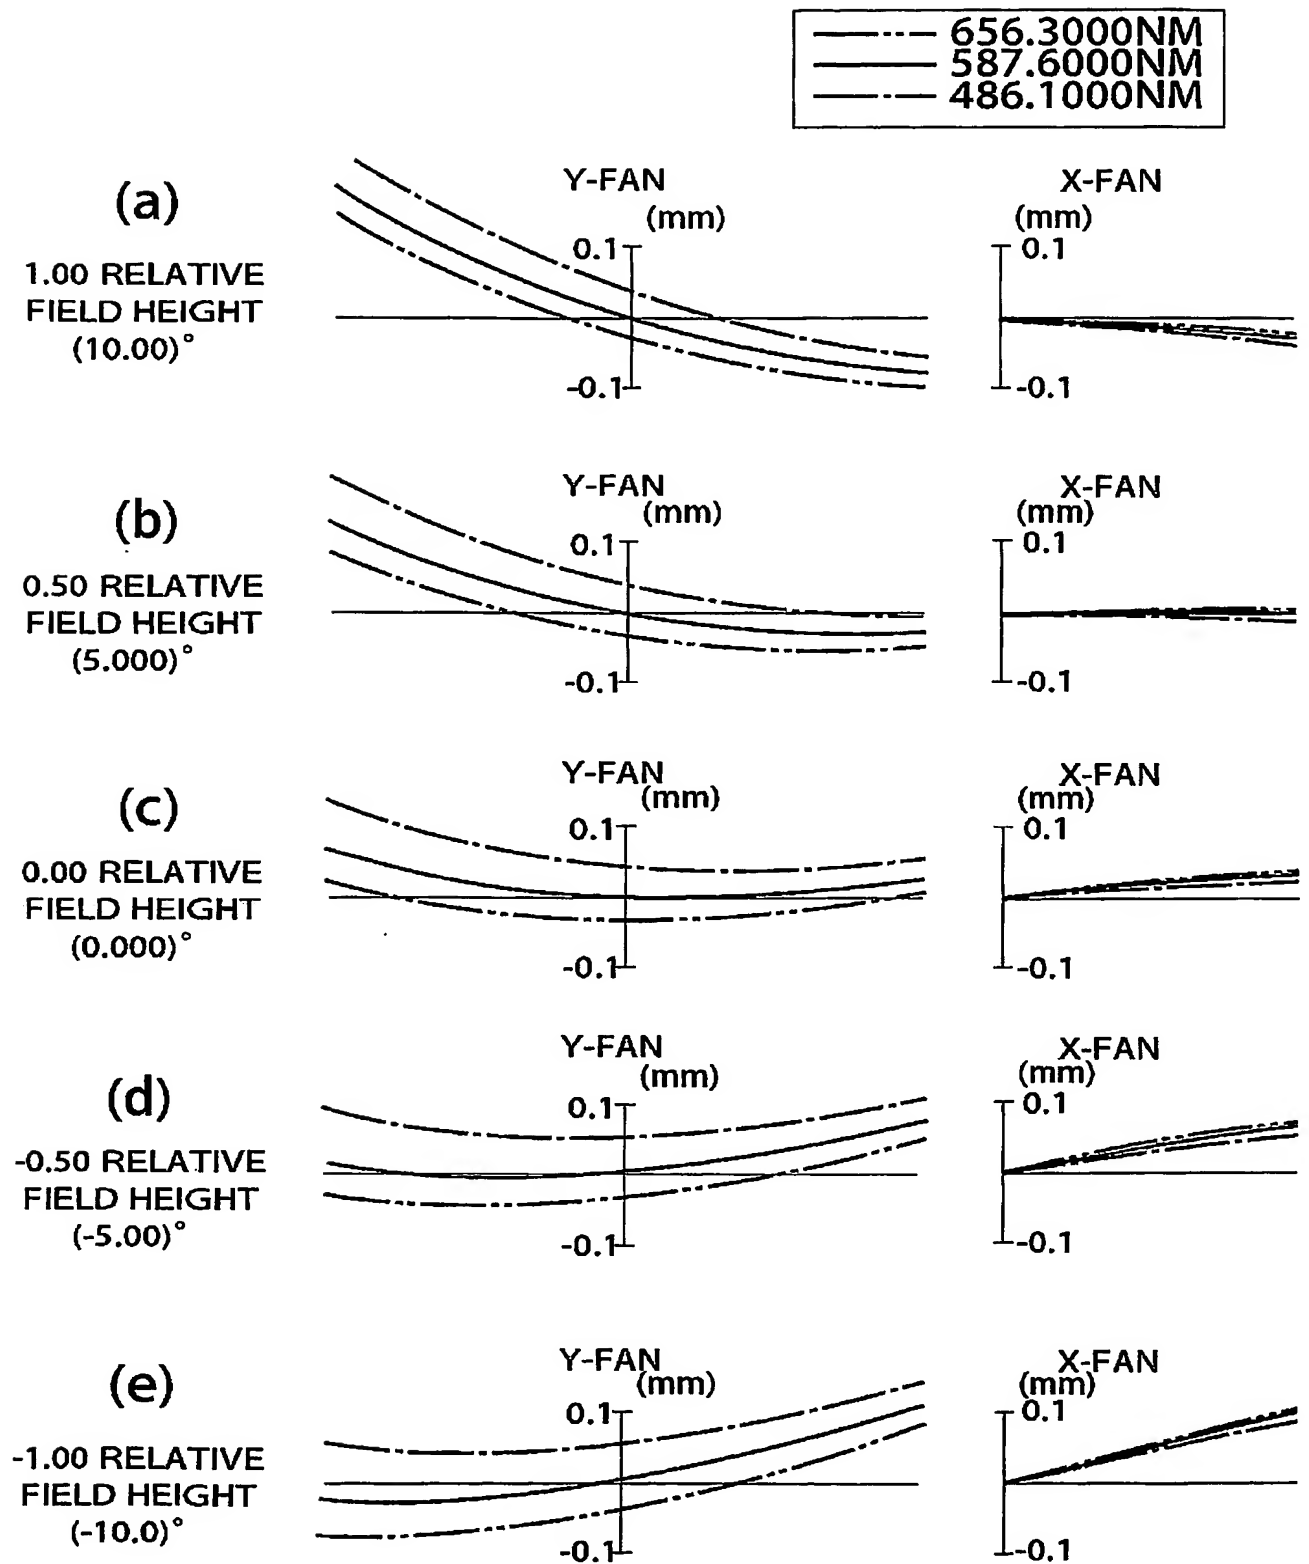 656.3000NM
587.6000NM
486.1000NM
(a)
1.00 RELATIVE
FIELD HEIGHT
(10.00)°
Y-FAN
(mm)
0.1
-0.1
X-FAN
(mm)
0.1
-0.1
(b)
0.50 RELATIVE
FIELD HEIGHT
(5.000)°
Y-FAN
(mm)
0.1
-0.1
X-FAN
(mm)
0.1
-0.1
(c)
0.00 RELATIVE
FIELD HEIGHT
(0.000)°
Y-FAN
(mm)
0.1
-0.1
X-FAN
(mm)
0.1
-0.1
(d)
-0.50 RELATIVE
FIELD HEIGHT
(-5.00)°
Y-FAN
(mm)
0.1
-0.1
X-FAN
(mm)
0.1
-0.1
(e)
-1.00 RELATIVE
FIELD HEIGHT
(-10.0)°
Y-FAN
(mm)
0.1
-0.1
X-FAN
(mm)
0.1
-0.1